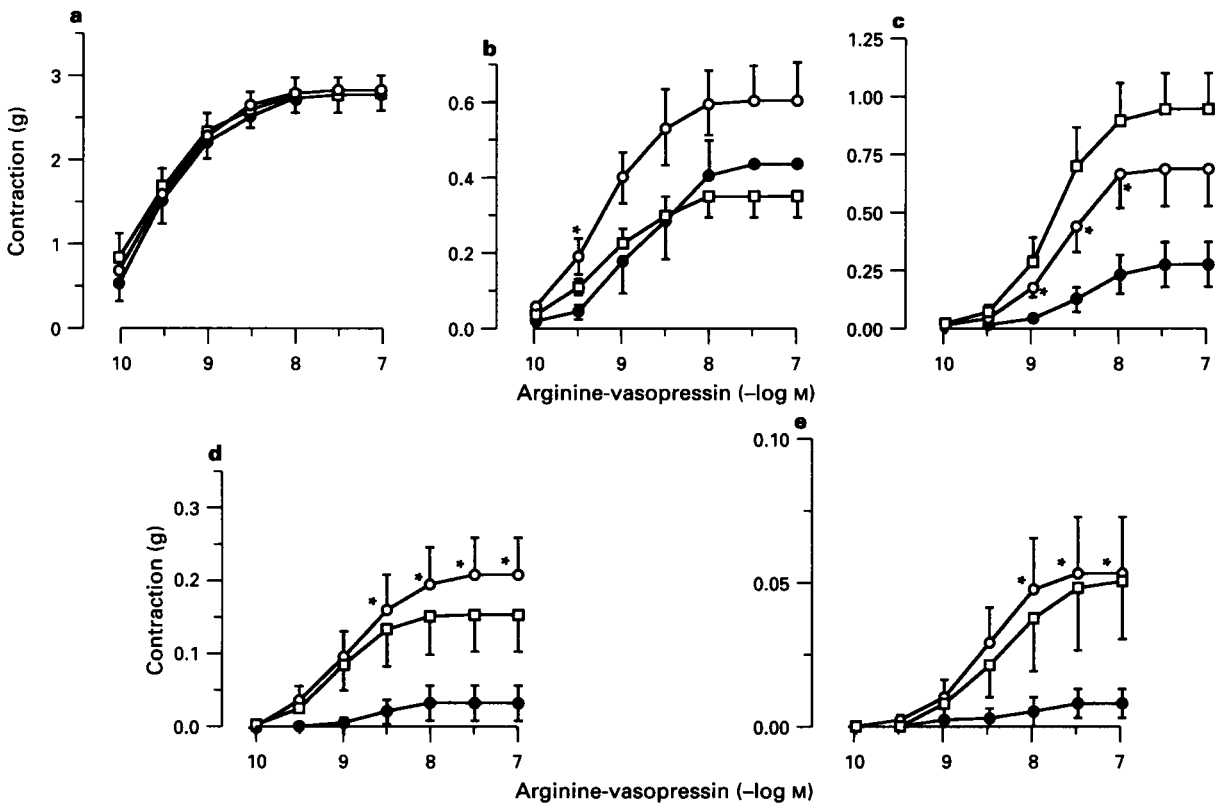 a
Contraction (g)
3
2
1
0
10 9 8 7
b
0.6
0.4
0.2
0.0
*
10 9 8 7
c
1.25
1.00
0.75
0.50
0.25
0.00
* * *
10 9 8 7
Arginine-vasopressin (–log M)
d
Contraction (g)
0.3
0.2
0.1
0.0
* * * *
10 9 8 7
e
0.10
0.05
0.00
* * *
10 9 8 7
Arginine-vasopressin (–log M)